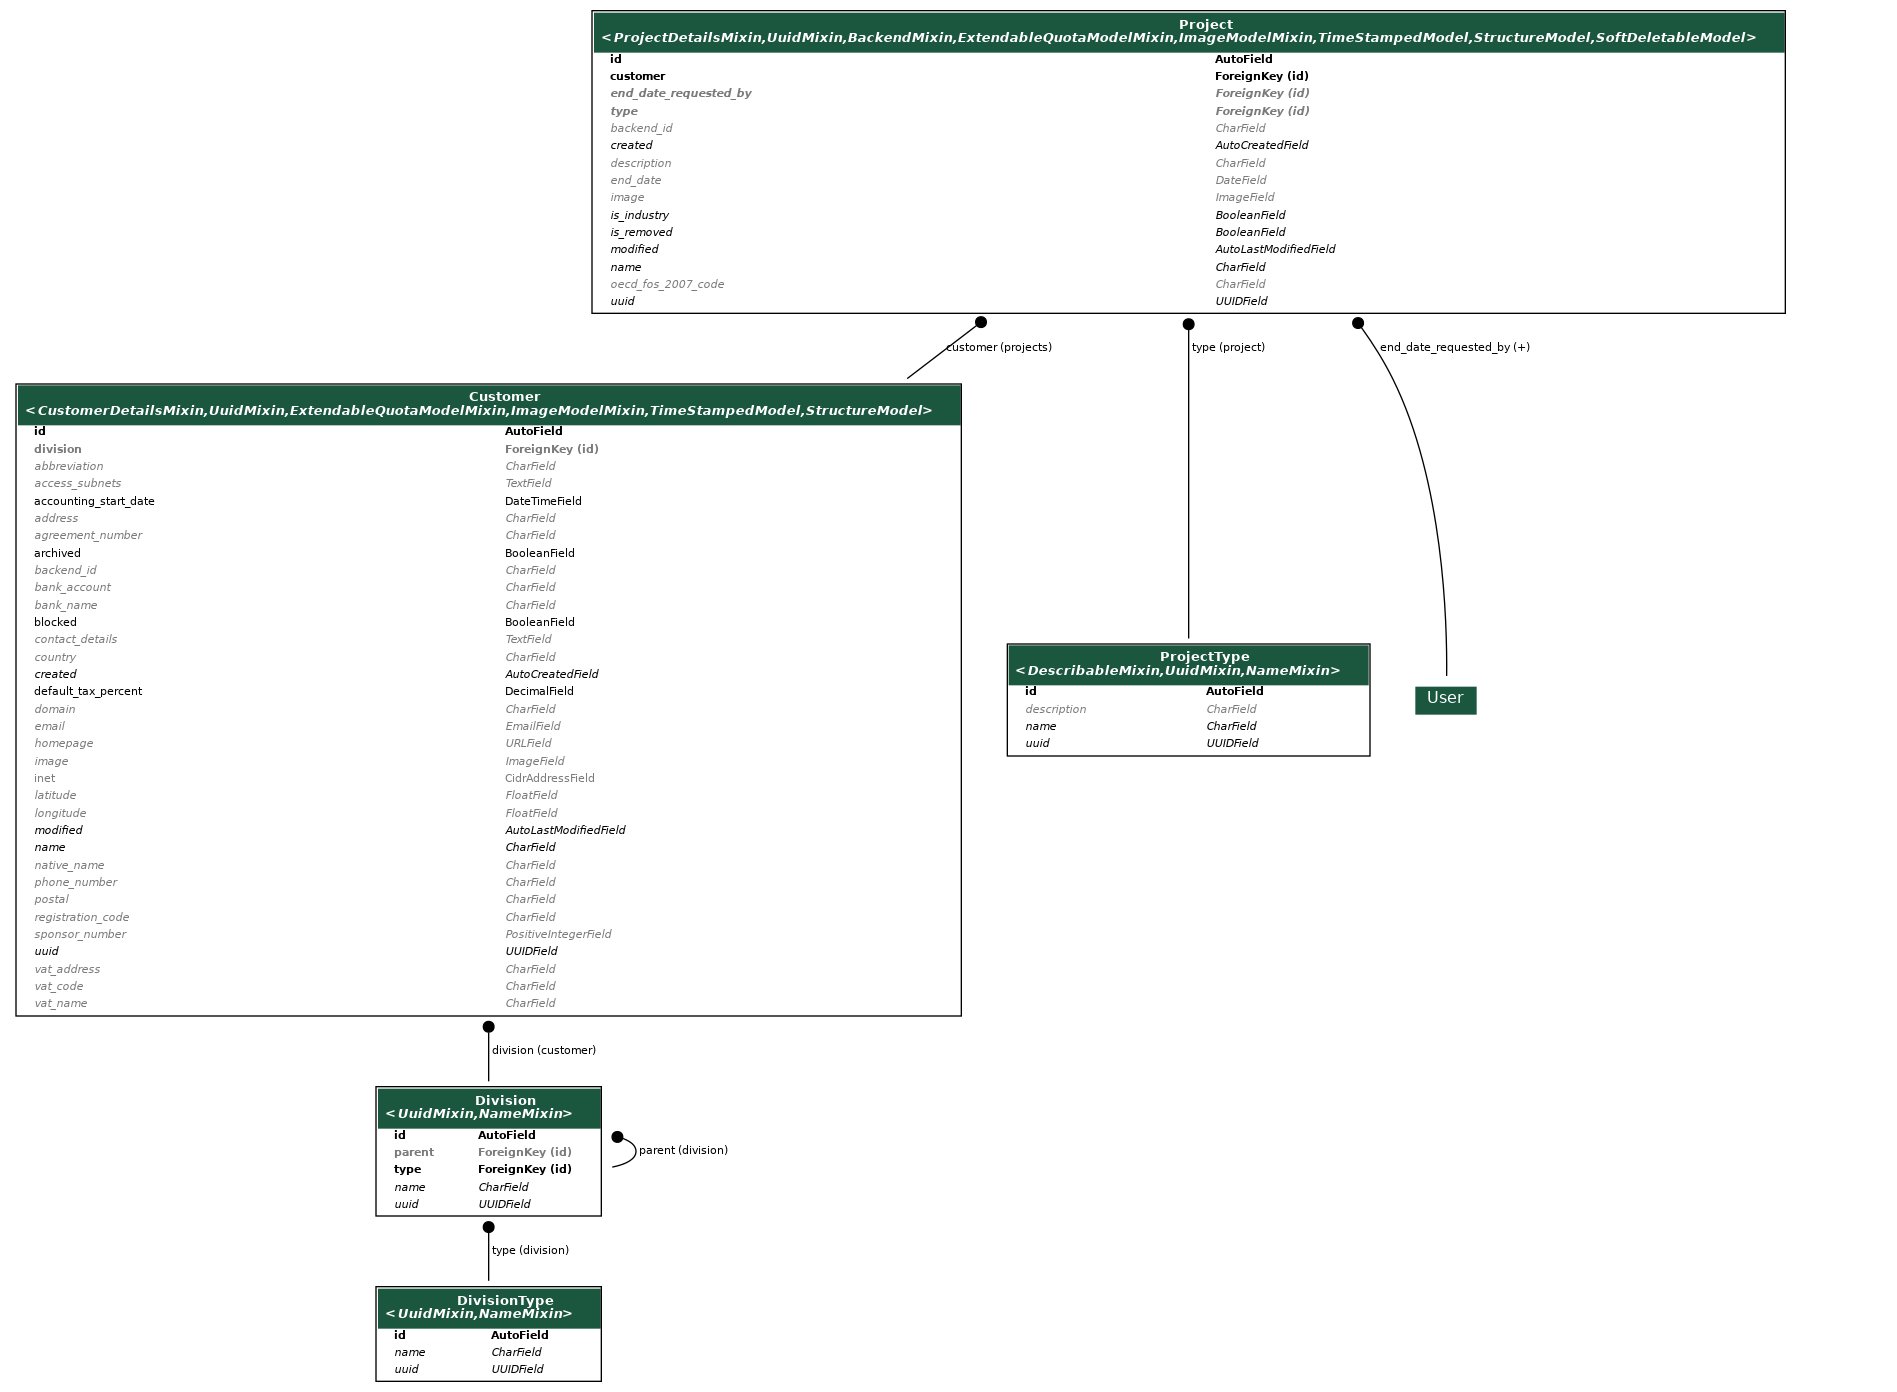 Project
<ProjectDetailsMixin,UuidMixin,BackendMixin,ExtendableQuotaModelMixin,ImageModelMixin,TimeStampedModel,StructureModel,SoftDeletableModel>
id AutoField
customer ForeignKey (id)
end_date_requested_by ForeignKey (id)
type ForeignKey (id)
backend_id CharField
created AutoCreatedField
description CharField
end_date DateField
image ImageField
is_industry BooleanField
is_removed BooleanField
modified AutoLastModifiedField
name CharField
oecd_fos_2007_code CharField
uuid UUIDField
customer (projects)
type (project)
end_date_requested_by (+)
Customer
<CustomerDetailsMixin,UuidMixin,ExtendableQuotaModelMixin,ImageModelMixin,TimeStampedModel,StructureModel>
id AutoField
division ForeignKey (id)
abbreviation CharField
access_subnets TextField
accounting_start_date DateTimeField
address CharField
agreement_number CharField
archived BooleanField
backend_id CharField
bank_account CharField
bank_name CharField
blocked BooleanField
contact_details TextField
country CharField
created AutoCreatedField
default_tax_percent DecimalField
domain CharField
email EmailField
homepage URLField
image ImageField
inet CidrAddressField
latitude FloatField
longitude FloatField
modified AutoLastModifiedField
name CharField
native_name CharField
phone_number CharField
postal CharField
registration_code CharField
sponsor_number PositiveIntegerField
uuid UUIDField
vat_address CharField
vat_code CharField
vat_name CharField
ProjectType
<DescribableMixin,UuidMixin,NameMixin>
id AutoField
description CharField
name CharField
uuid UUIDField
User
division (customer)
Division
<UuidMixin,NameMixin>
id AutoField
parent ForeignKey (id)
type ForeignKey (id)
name CharField
uuid UUIDField
parent (division)
type (division)
DivisionType
<UuidMixin,NameMixin>
id AutoField
name CharField
uuid UUIDField